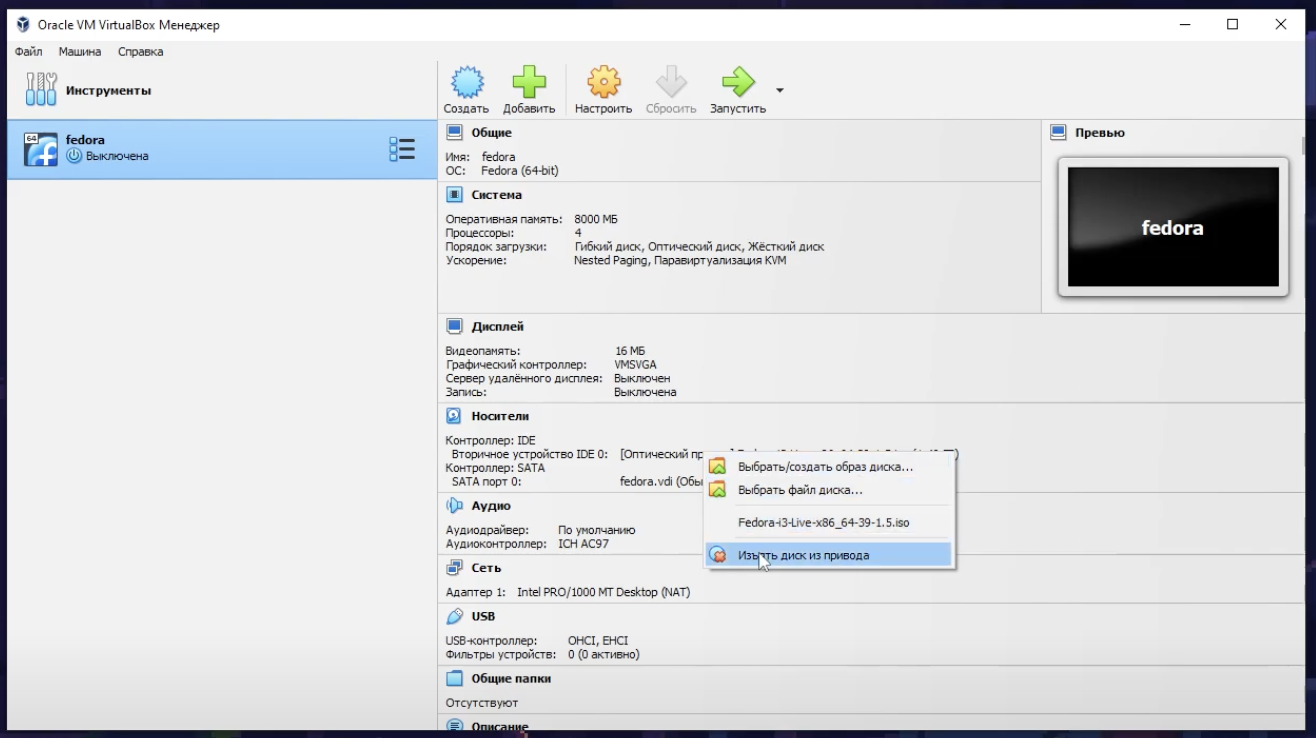 Oracle VM VirtualBox Менеджер
Файл Машина Справка
Инструменты
Создать Добавить Настроить Сбросить Запустить
64
fedora
Выключена
Общие
Имя: fedora
ОС: Fedora (64-bit)
Превью
fedora
Система
Оперативная память: 8000 МБ
Процессоры: 4
Порядок загрузки: Гибкий диск, Оптический диск, Жёсткий диск
Ускорение: Nested Paging, Паравиртуализация KVM
Дисплей
Видеопамять: 16 МБ
Графический контроллер: VMSVGA
Сервер удалённого дисплея: Выключен
Запись: Выключена
Носители
Контроллер: IDE
Вторичное устройство IDE 0: [Оптический
Контроллер: SATA
SATA порт 0: fedora.vdi
Выбрать/создать образ диска...
Выбрать файл диска...
Fedora-i3-Live-x86_64-39-1.5.iso
Изъять диск из привода
Аудио
Аудиодрайвер: По умолчанию
Аудиоконтроллер: ICH AC97
Сеть
Адаптер 1: Intel PRO/1000 MT Desktop (NAT)
USB
USB-контроллер: OHCI, EHCI
Фильтры устройств: 0 (0 активно)
Общие папки
Отсутствуют
Описание